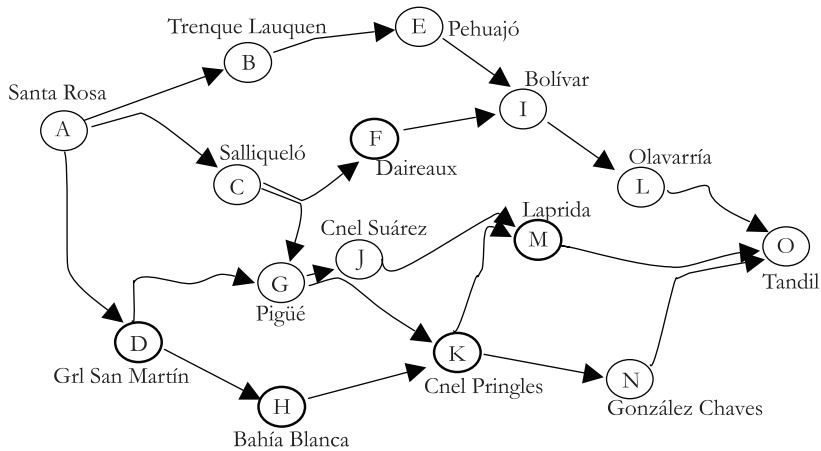 Trenque Lauquen
E
Pehuajó
B
Bolívar
Santa Rosa
I
A
F
Salliqueló
Daireaux
Olavarría
C
L
Laprida
Cnel Suárez
M
O
J
G
Tandil
Pigüé
D
K
Grl San Martín
Cnel Pringles
N
H
González Chaves
Bahía Blanca